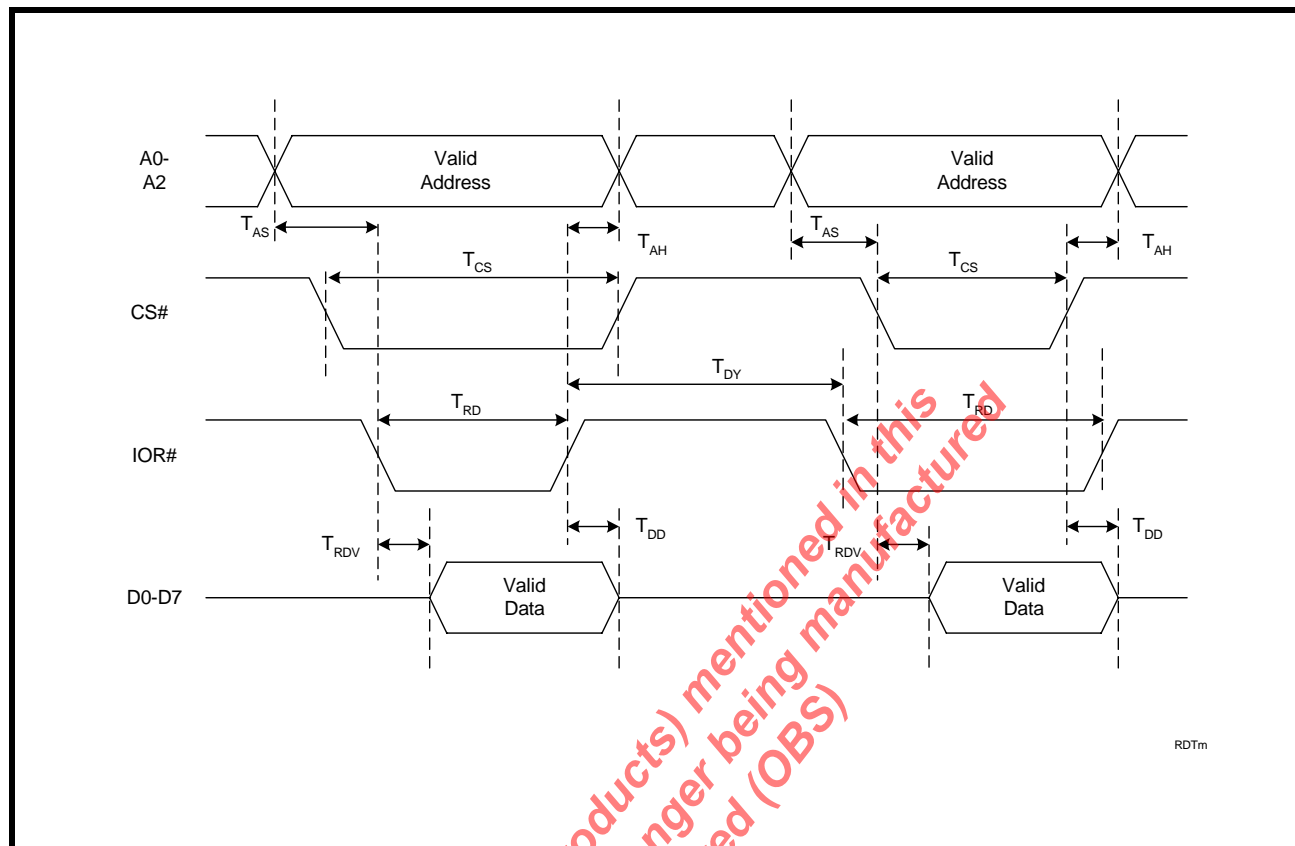 A0-
A2
Valid
Address
Valid
Address
TAS
TAH
TAS
TAH
CS#
TCS
TCS
TDY
IOR#
TRD
TRD
TRDV
TDD
TRDV
TDD
D0-D7
Valid
Data
Valid
Data
RDTm
oducts) mentioned in this
nger being manufactured
ed (OBS)